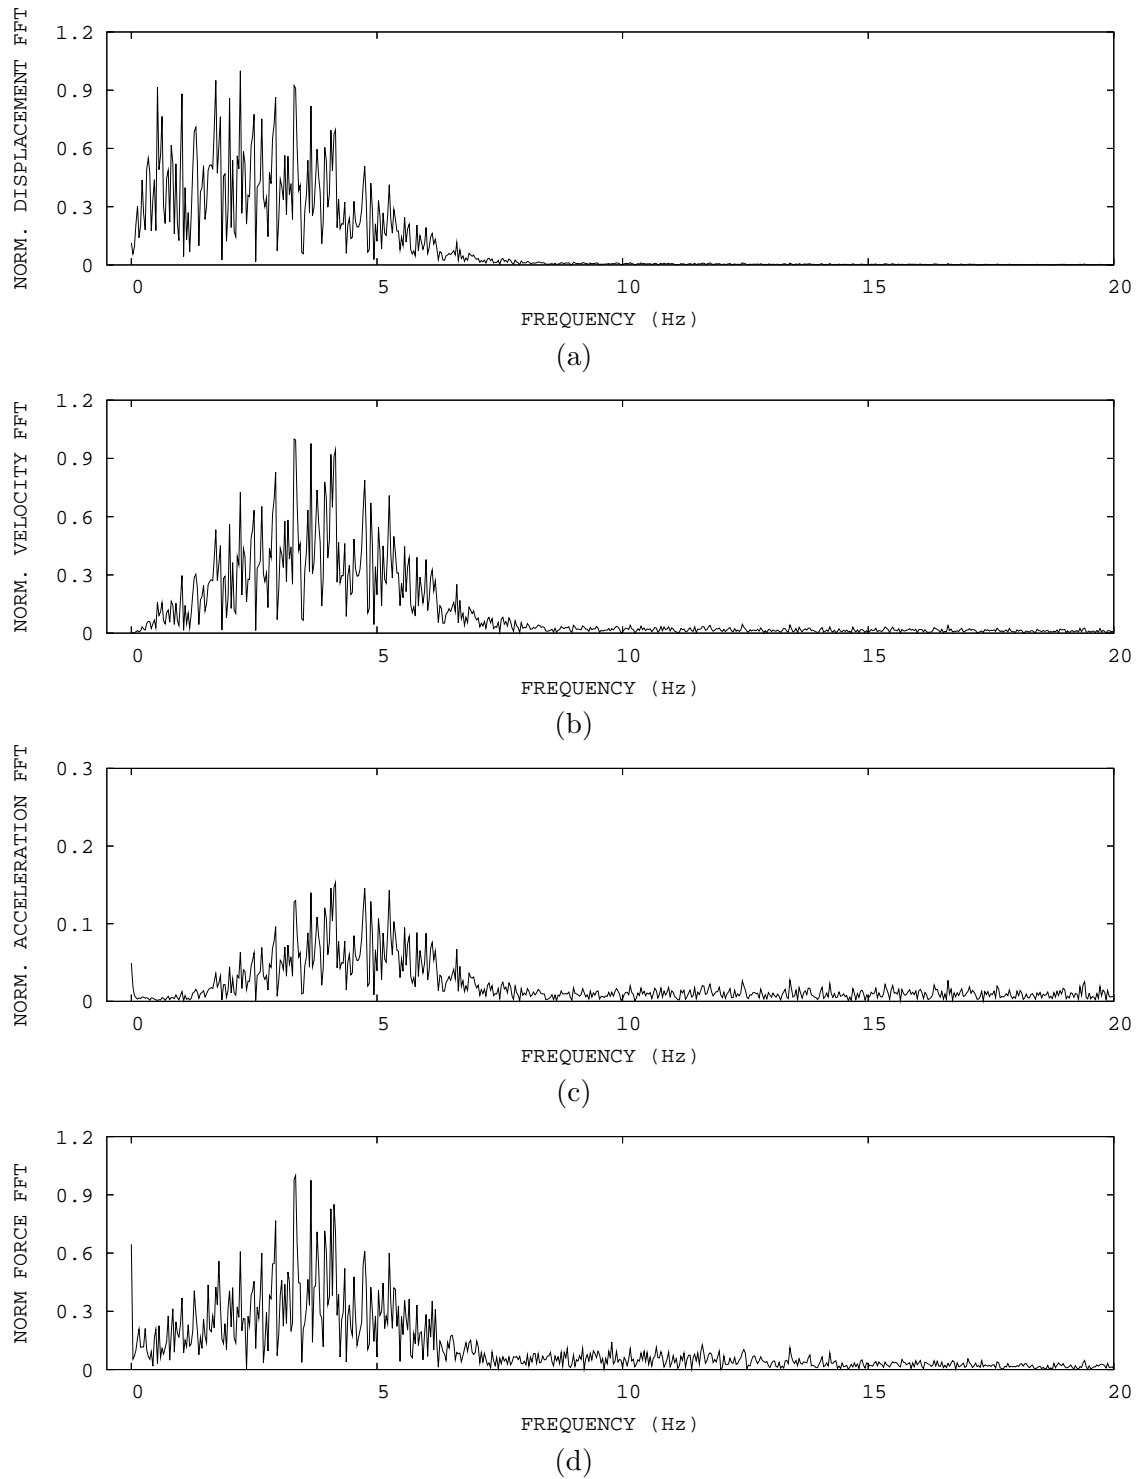 NORM. DISPLACEMENT FFT
1.2
0.9
0.6
0.3
0
0 5 10 15 20
FREQUENCY (Hz)
(a)
NORM. VELOCITY FFT
1.2
0.9
0.6
0.3
0
0 5 10 15 20
FREQUENCY (Hz)
(b)
NORM. ACCELERATION FFT
0.3
0.2
0.1
0
0 5 10 15 20
FREQUENCY (Hz)
(c)
NORM FORCE FFT
1.2
0.9
0.6
0.3
0
0 5 10 15 20
FREQUENCY (Hz)
(d)